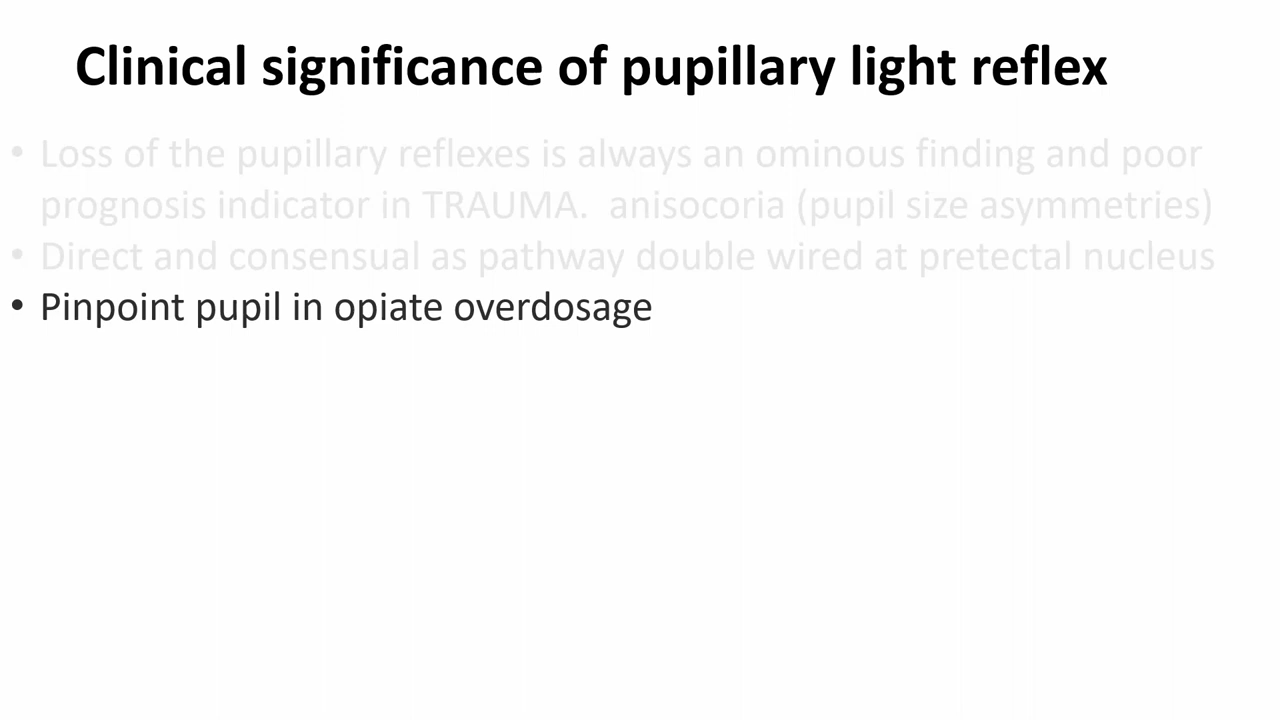 Clinical significance of pupillary light reflex
• Loss of the pupillary reflexes is always an ominous finding and poor
prognosis indicator in TRAUMA.  anisocoria (pupil size asymmetries)
• Direct and consensual as pathway double wired at pretectal nucleus
• Pinpoint pupil in opiate overdosage